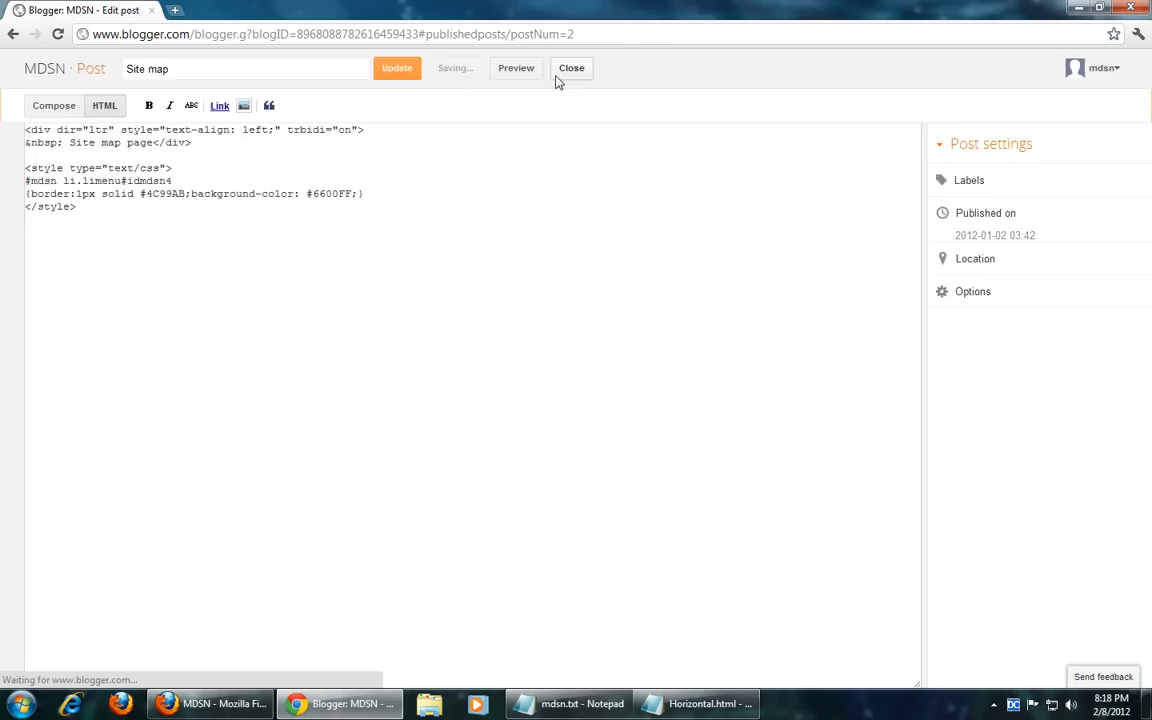 Blogger: MDSN - Edit post
www.blogger.com/blogger.g?blogID=8968088782616459433#publishedposts/postNum=2
MDSN · Post Site map Update Saving... Preview Close mdsn
Compose HTML B I ABC Link
<div dir="ltr" style="text-align: left;" trbidi="on">
&nbsp; Site map page</div>
<style type="text/css">
#mdsn li.limenu#idmdsn4
{border:1px solid #4C99AB;background-color: #6600FF;}
</style>
Post settings
Labels
Published on
2012-01-02 03:42
Location
Options
Send feedback
Waiting for www.blogger.com...
MDSN - Mozilla Fi... Blogger: MDSN - ... mdsn.txt - Notepad Horizontal.html - ... DC 8:18 PM
2/8/2012